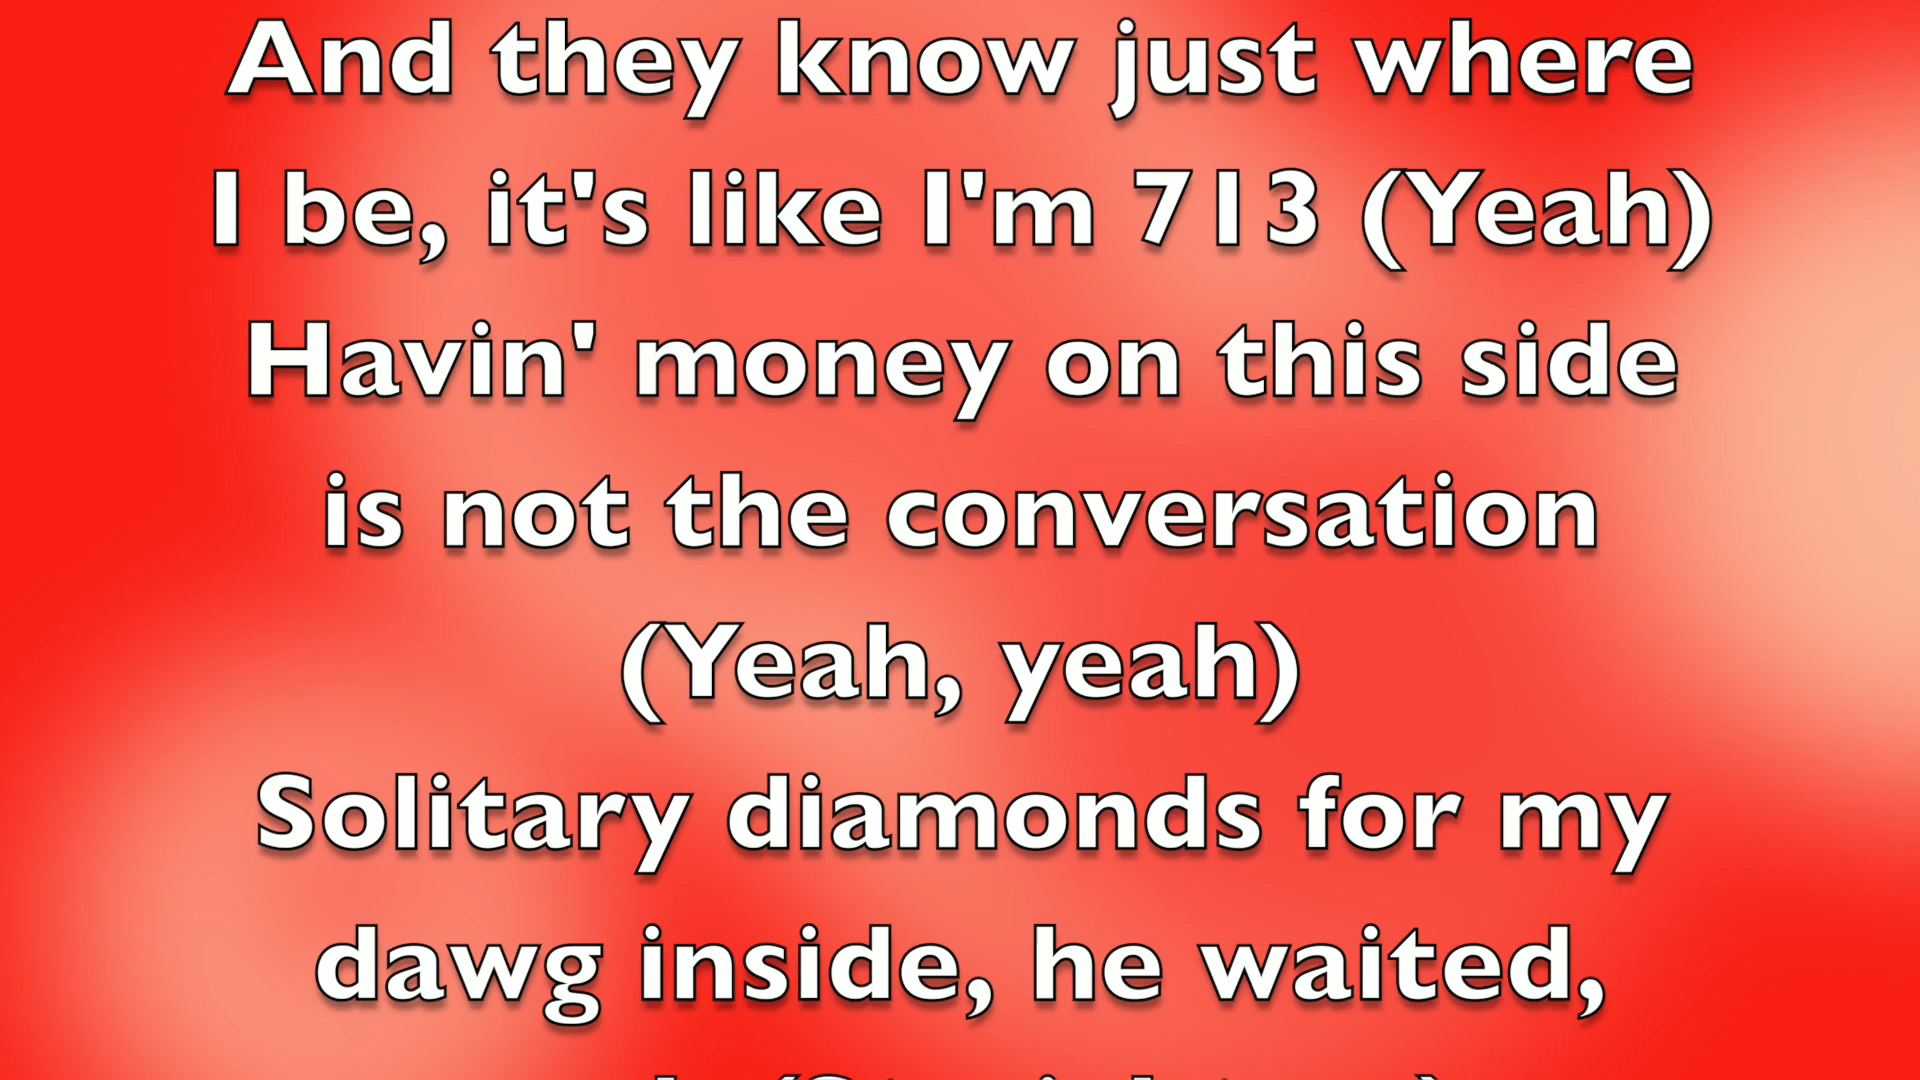 And they know just where
I be, it's like I'm 713 (Yeah)
Havin' money on this side
is not the conversation
(Yeah, yeah)
Solitary diamonds for my
dawg inside, he waited,